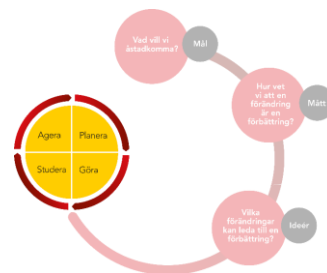 Vad vill vi
åstadkomma?
Mål
Hur vet
vi att en
förändring
är en
förbättring?
Mått
Agera
Planera
Studera
Göra
Vilka
förändringar
kan leda till en
förbättring?
Ideér